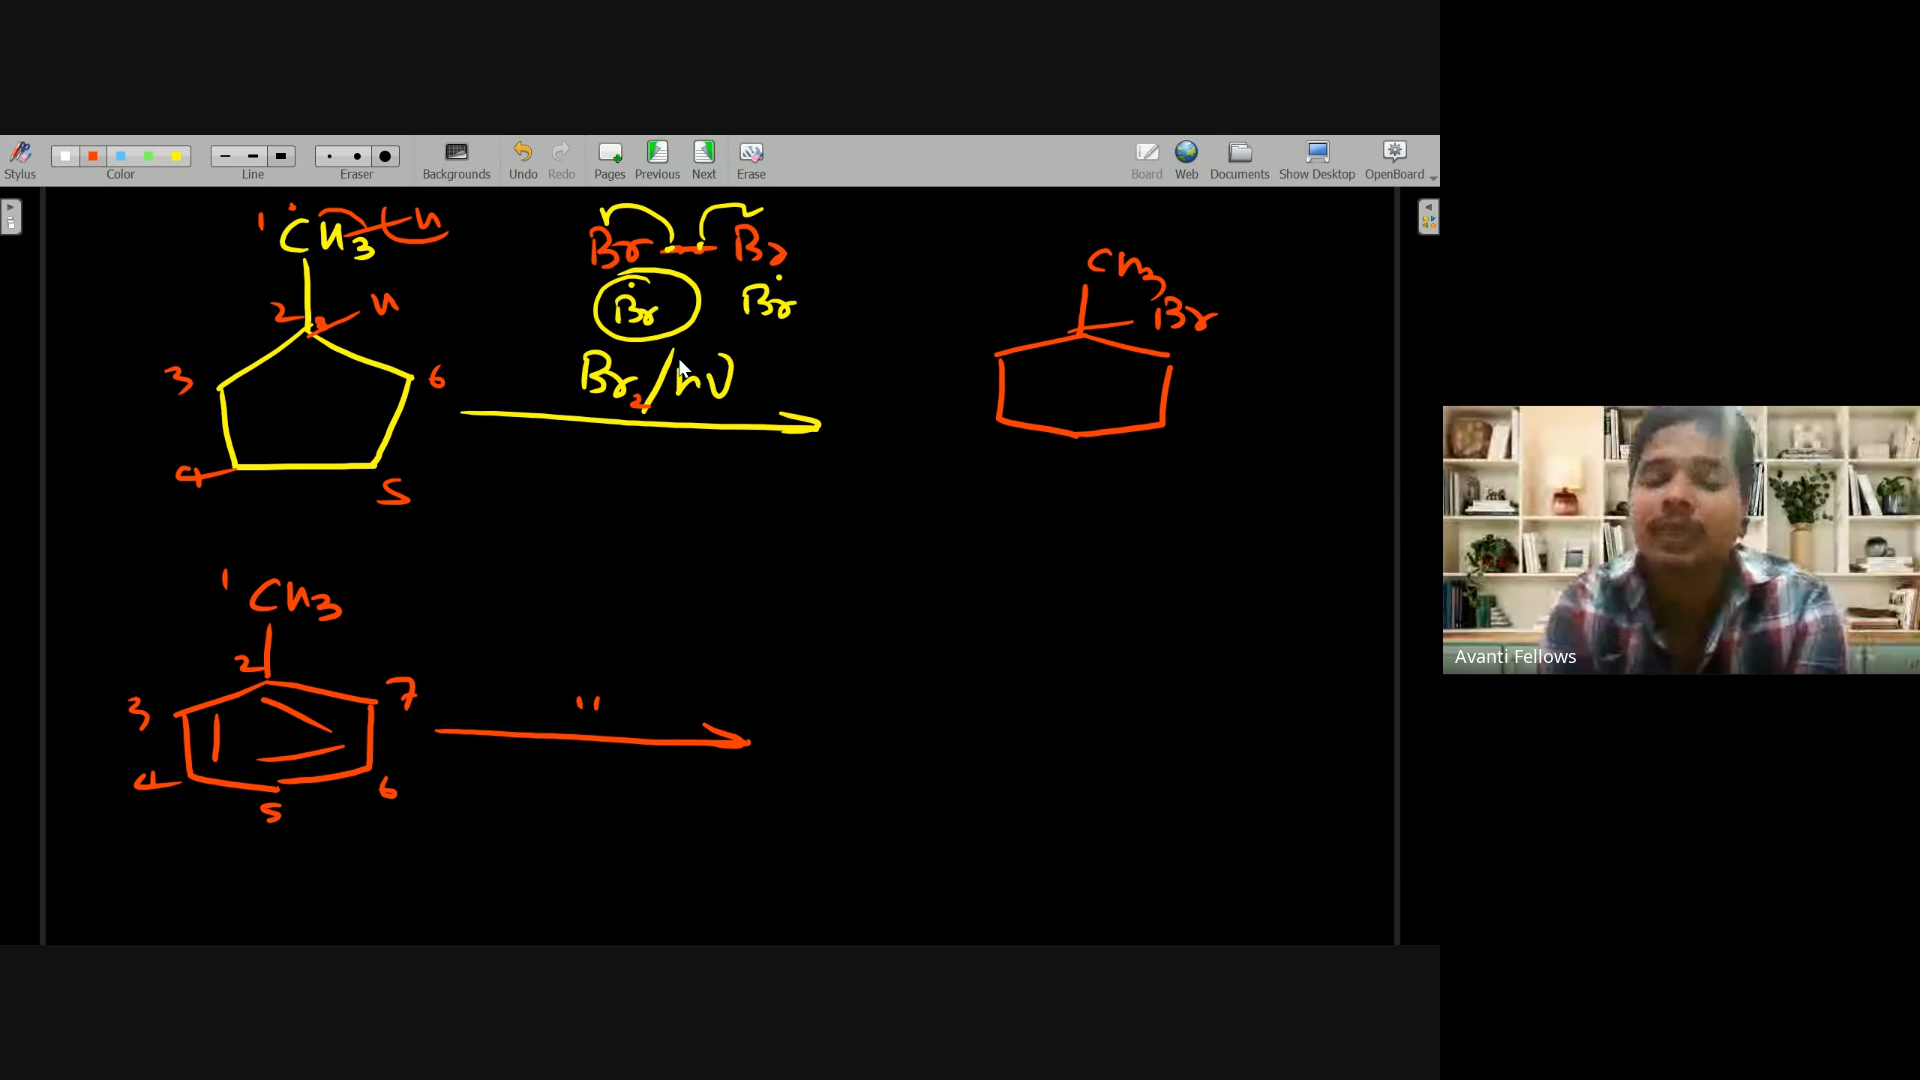 Stylus Color Line Eraser Backgrounds Undo Redo Pages Previous Next Erase Board Web Documents Show Desktop OpenBoard
1 CH3 H
Br — Br
CH3
2 H
Br Br
Br
3 6
Br2/hν
4 5
1 CH3
2
3 7
"
4 6
5
Avanti Fellows